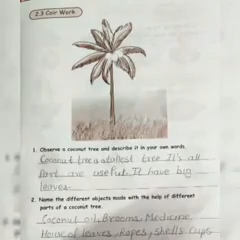 2.3 Coir Work
1. Observe a coconut tree and describe it in your own words.
Coconut tree is a tallest tree It's all
Part are useful. It have big
leaves.
2. Name the different objects made with the help of different
parts of a coconut tree.
Coconut oil, Brooms, Medicine
House of leaves, Ropes, Shells Cups